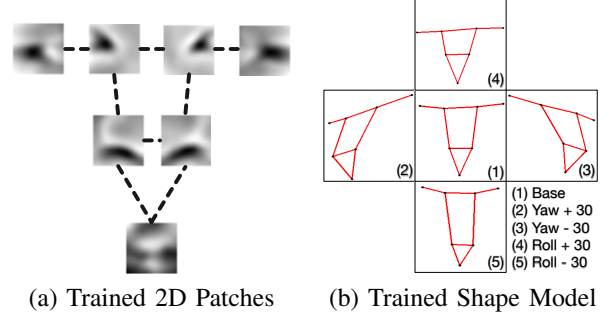 (4)
(2)
(1)
(3)
(5)
(1) Base
(2) Yaw + 30
(3) Yaw - 30
(4) Roll + 30
(5) Roll - 30
(a) Trained 2D Patches
(b) Trained Shape Model